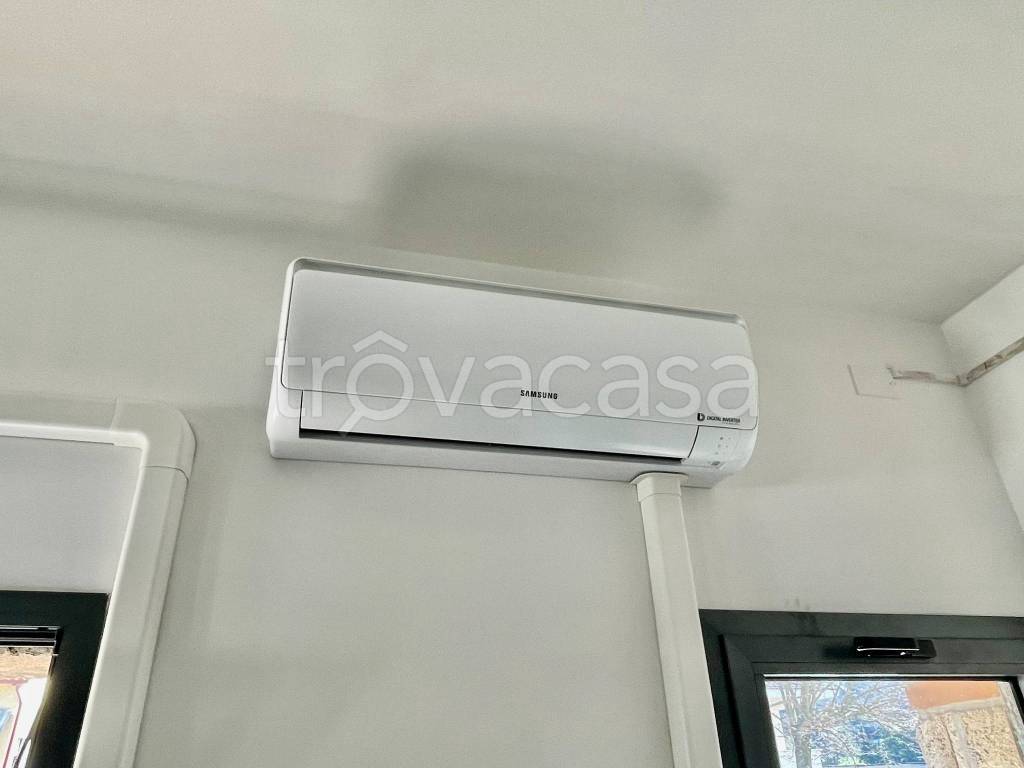 trovacasa
SAMSUNG
DIGITAL INVERTER